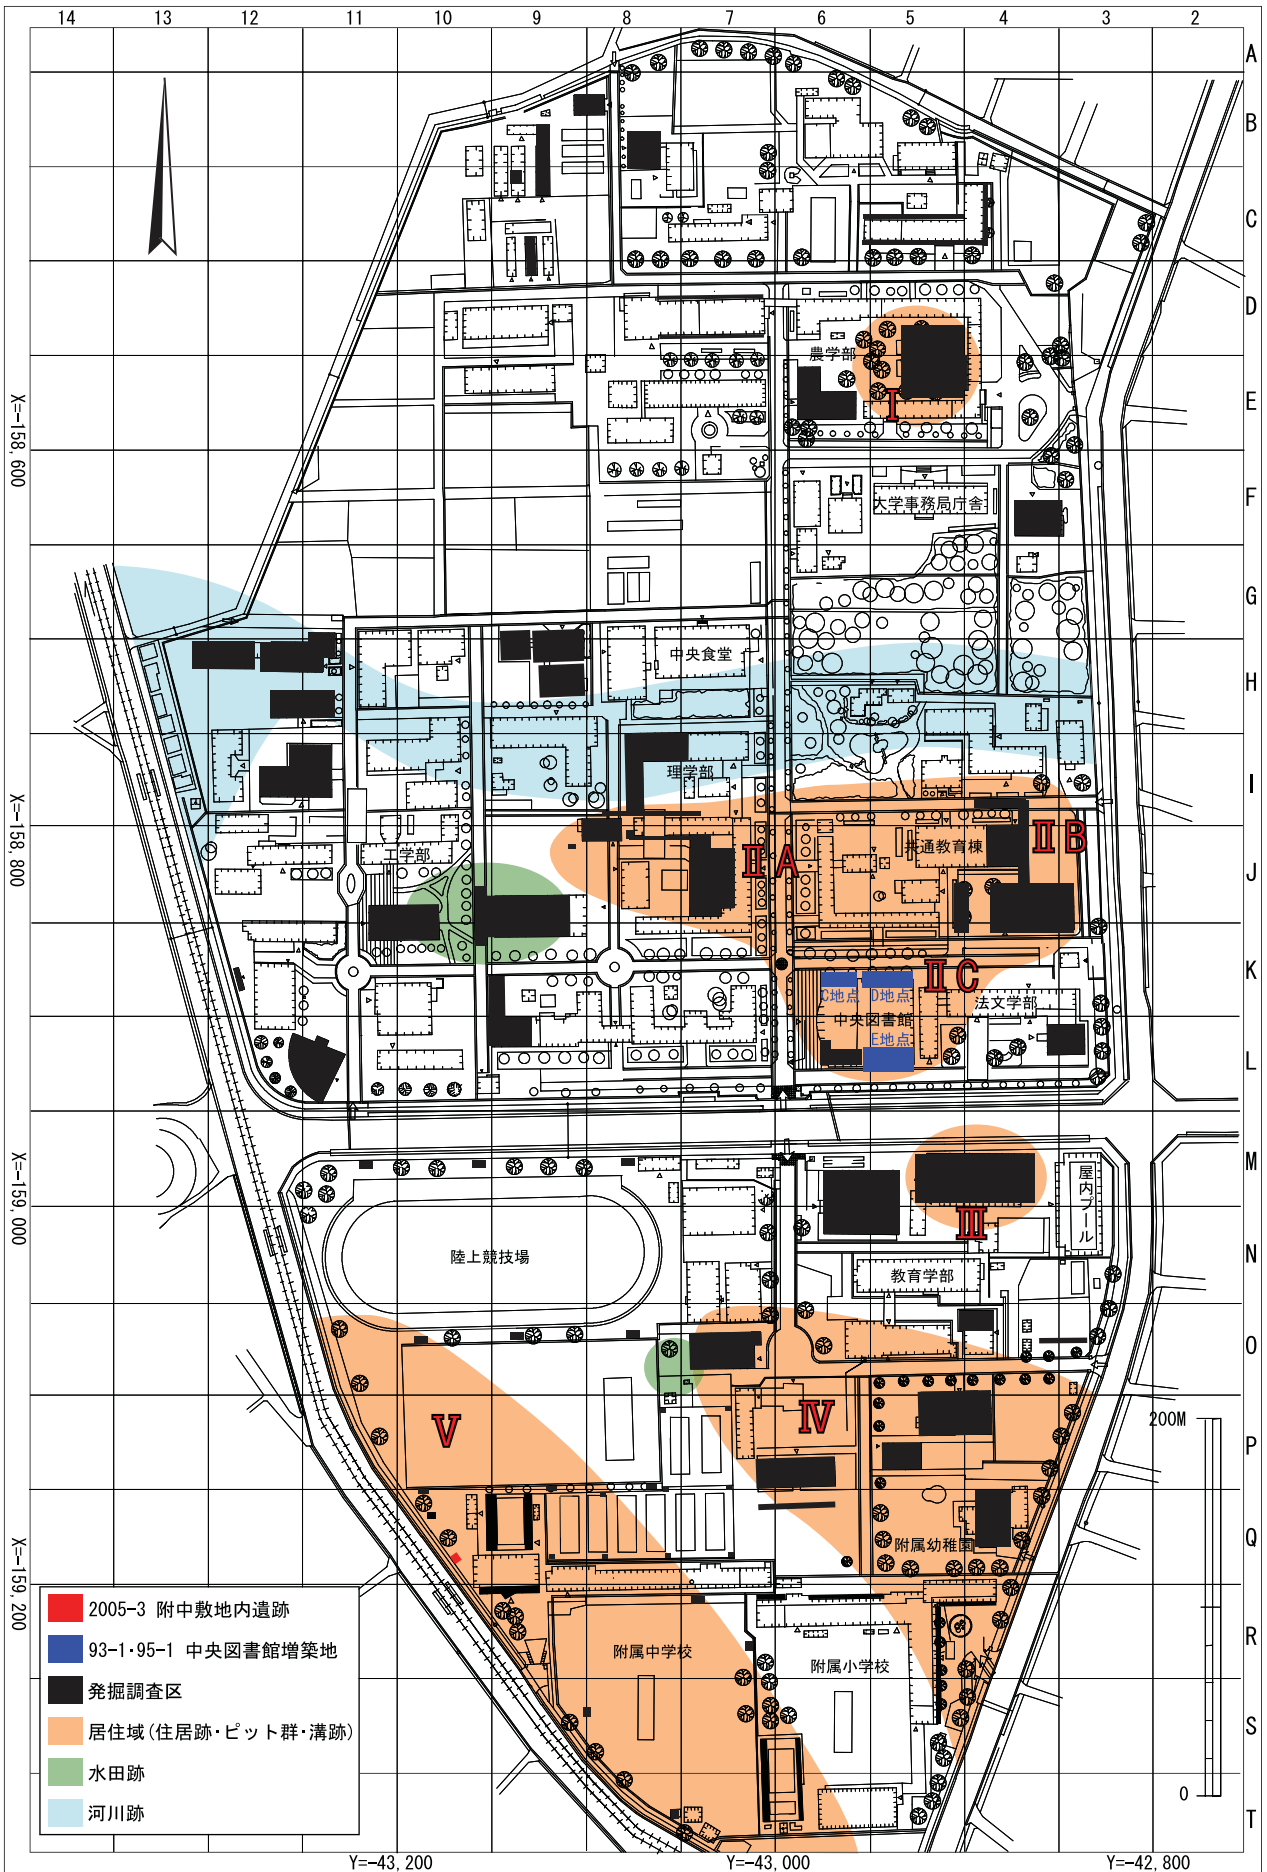 14 13 12 11 10 9 8 7 6 5 4 3 2
A
B
C
D
農学部
E
I
X=-158,600
F
大学事務局庁舎
G
中央食堂
H
理学部
I
X=-158,800
共通教育棟
ⅡB
ⅡA
工学部
J
ⅡC
K
C地点 D地点
法文学部
中央図書館
E地点
L
M
X=-159,000
屋内プール
Ⅲ
陸上競技場
N
教育学部
O
Ⅴ
Ⅳ
200M
P
X=-159,200
附属幼稚園
Q
2005-3 附中敷地内遺跡
93-1・95-1 中央図書館増築地
発掘調査区
居住域(住居跡・ピット群・溝跡)
水田跡
河川跡
附属中学校
附属小学校
R
S
0
T
Y=-43,200 Y=-43,000 Y=-42,800